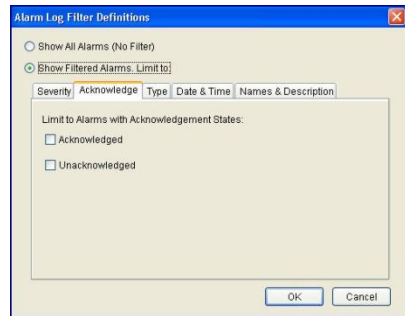 Alarm Log Filter Definitions
Show All Alarms (No Filter)
Show Filtered Alarms. Limit to:
Severity Acknowledge Type Date & Time Names & Description
Limit to Alarms with Acknowledgement States:
Acknowledged
Unacknowledged
OK Cancel